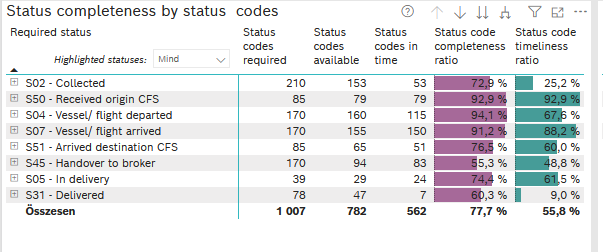 Status completeness by status codes
Required status Status codes required Status codes available Status codes in time Status code completeness ratio Status code timeliness ratio
Highlighted statuses: Mind
S02 - Collected 210 153 53 72,9 % 25,2 %
S50 - Received origin CFS 85 79 79 92,9 % 92,9 %
S04 - Vessel/ flight departed 170 160 115 94,1 % 67,6 %
S07 - Vessel/ flight arrived 170 155 150 91,2 % 88,2 %
S51 - Arrived destination CFS 85 65 51 76,5 % 60,0 %
S45 - Handover to broker 170 94 83 55,3 % 48,8 %
S05 - In delivery 39 29 24 74,4 % 61,5 %
S31 - Delivered 78 47 7 60,3 % 9,0 %
Összesen 1 007 782 562 77,7 % 55,8 %